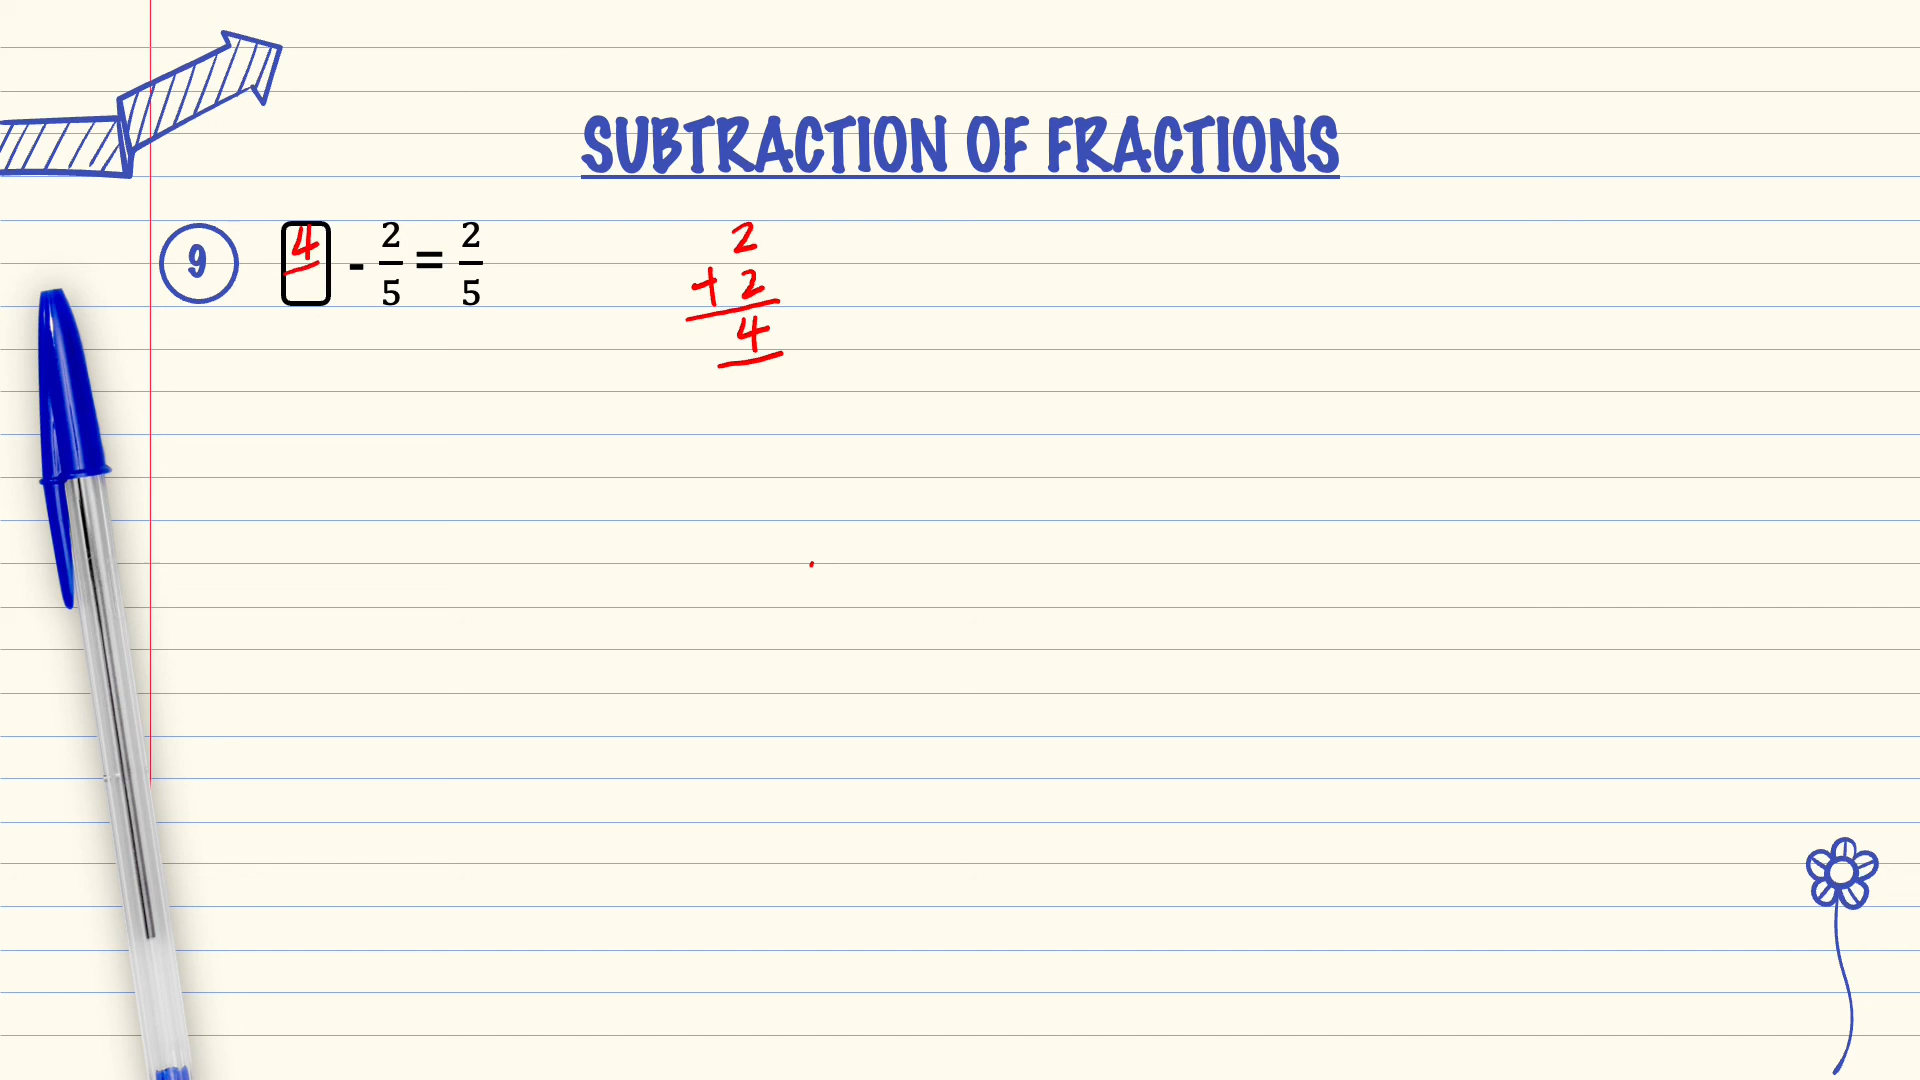 SUBTRACTION OF FRACTIONS
9 4/ - 2/5 = 2/5
2
+ 2
4